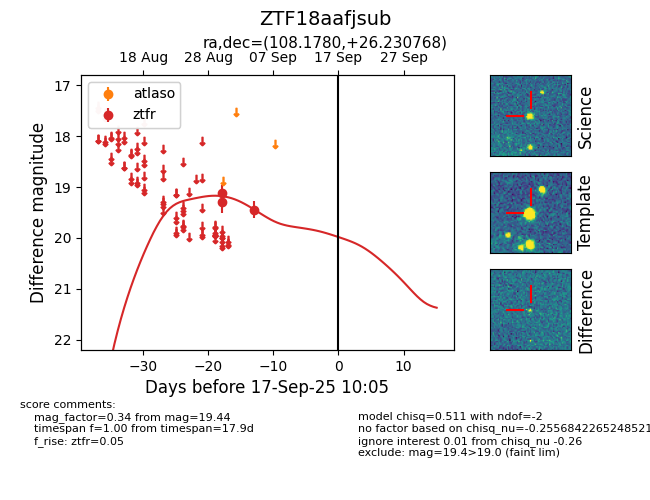 ZTF18aafjsub
ra,dec=(108.1780,+26.230768)
18 Aug 28 Aug 07 Sep 17 Sep 27 Sep
17
18
19
20
21
22
Difference magnitude
atlaso
ztfr
−30 −20 −10 0 10
Days before 17-Sep-25 10:05
Science
Template
Difference
score comments:
mag_factor=0.34 from mag=19.44
timespan f=1.00 from timespan=17.9d
f_rise: ztfr=0.05
model chisq=0.511 with ndof=-2
no factor based on chisq_nu=-0.2556842265248521
ignore interest 0.01 from chisq_nu -0.26
exclude: mag=19.4>19.0 (faint lim)